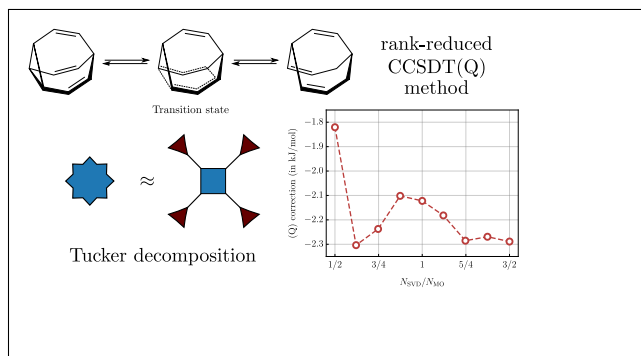 rank-reduced
CCSDT(Q)
method
Transition state
≈
Tucker decomposition
(Q) correction (in kJ/mol)
−1.8
−1.9
−2.0
−2.1
−2.2
−2.3
1/2
3/4
1
5/4
3/2
N_SVD/N_MO